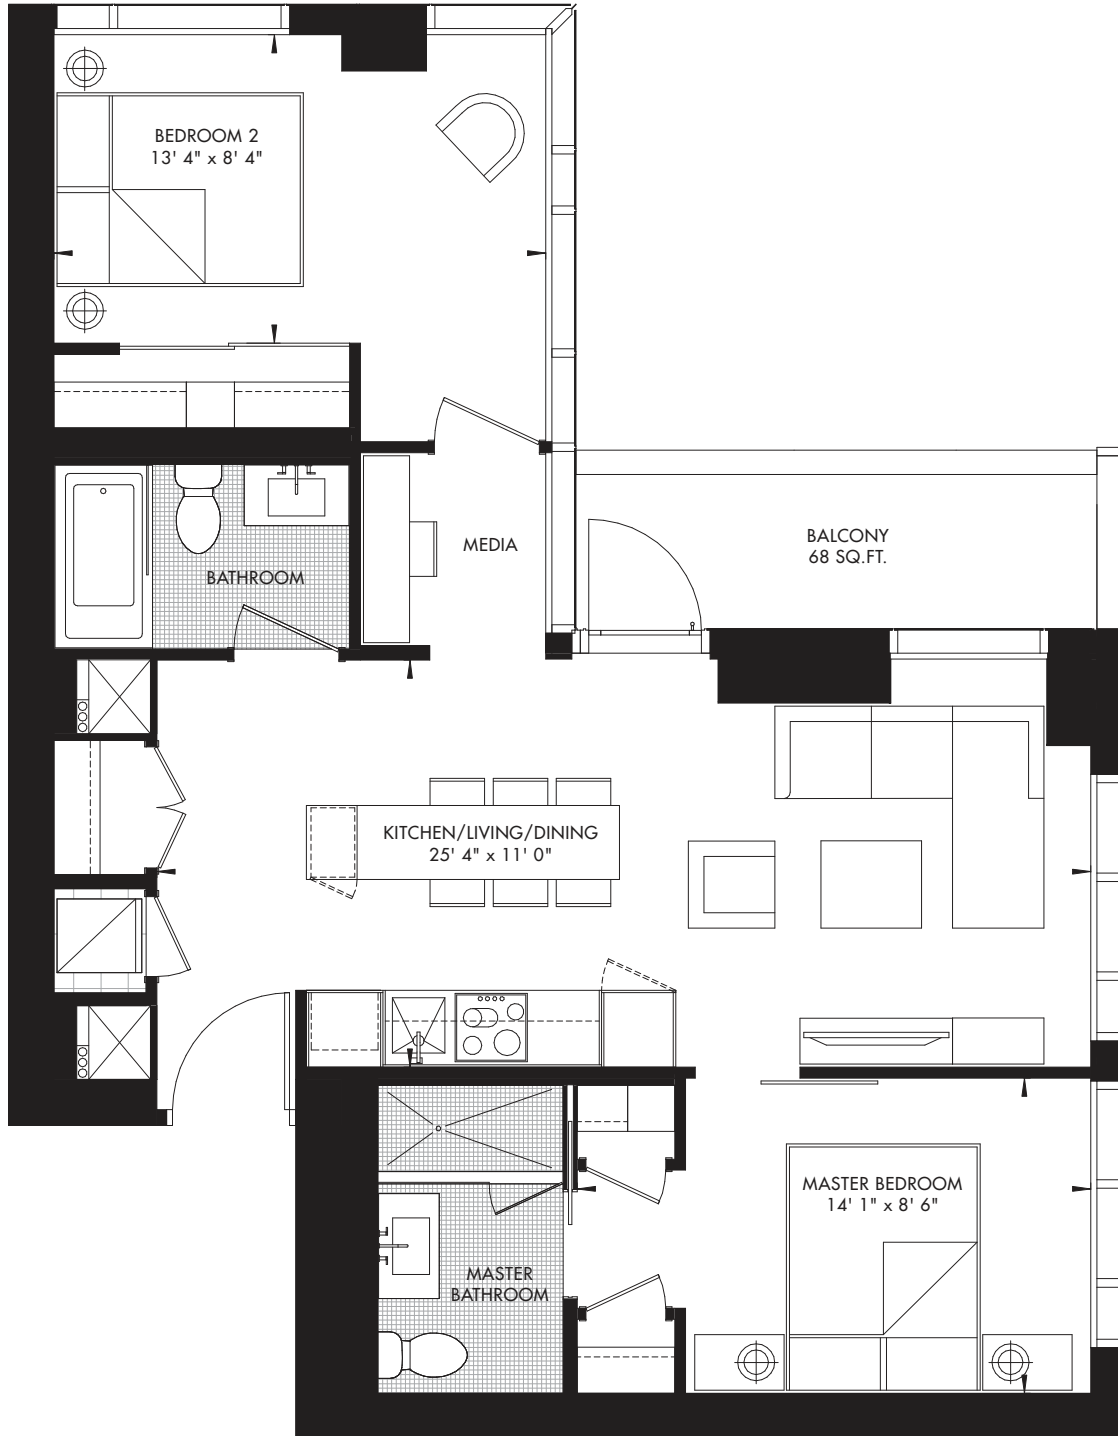 BEDROOM 2
13' 4" x 8' 4"
MEDIA
BALCONY
68 SQ.FT.
BATHROOM
KITCHEN/LIVING/DINING
25' 4" x 11' 0"
MASTER BEDROOM
14' 1" x 8' 6"
MASTER
BATHROOM